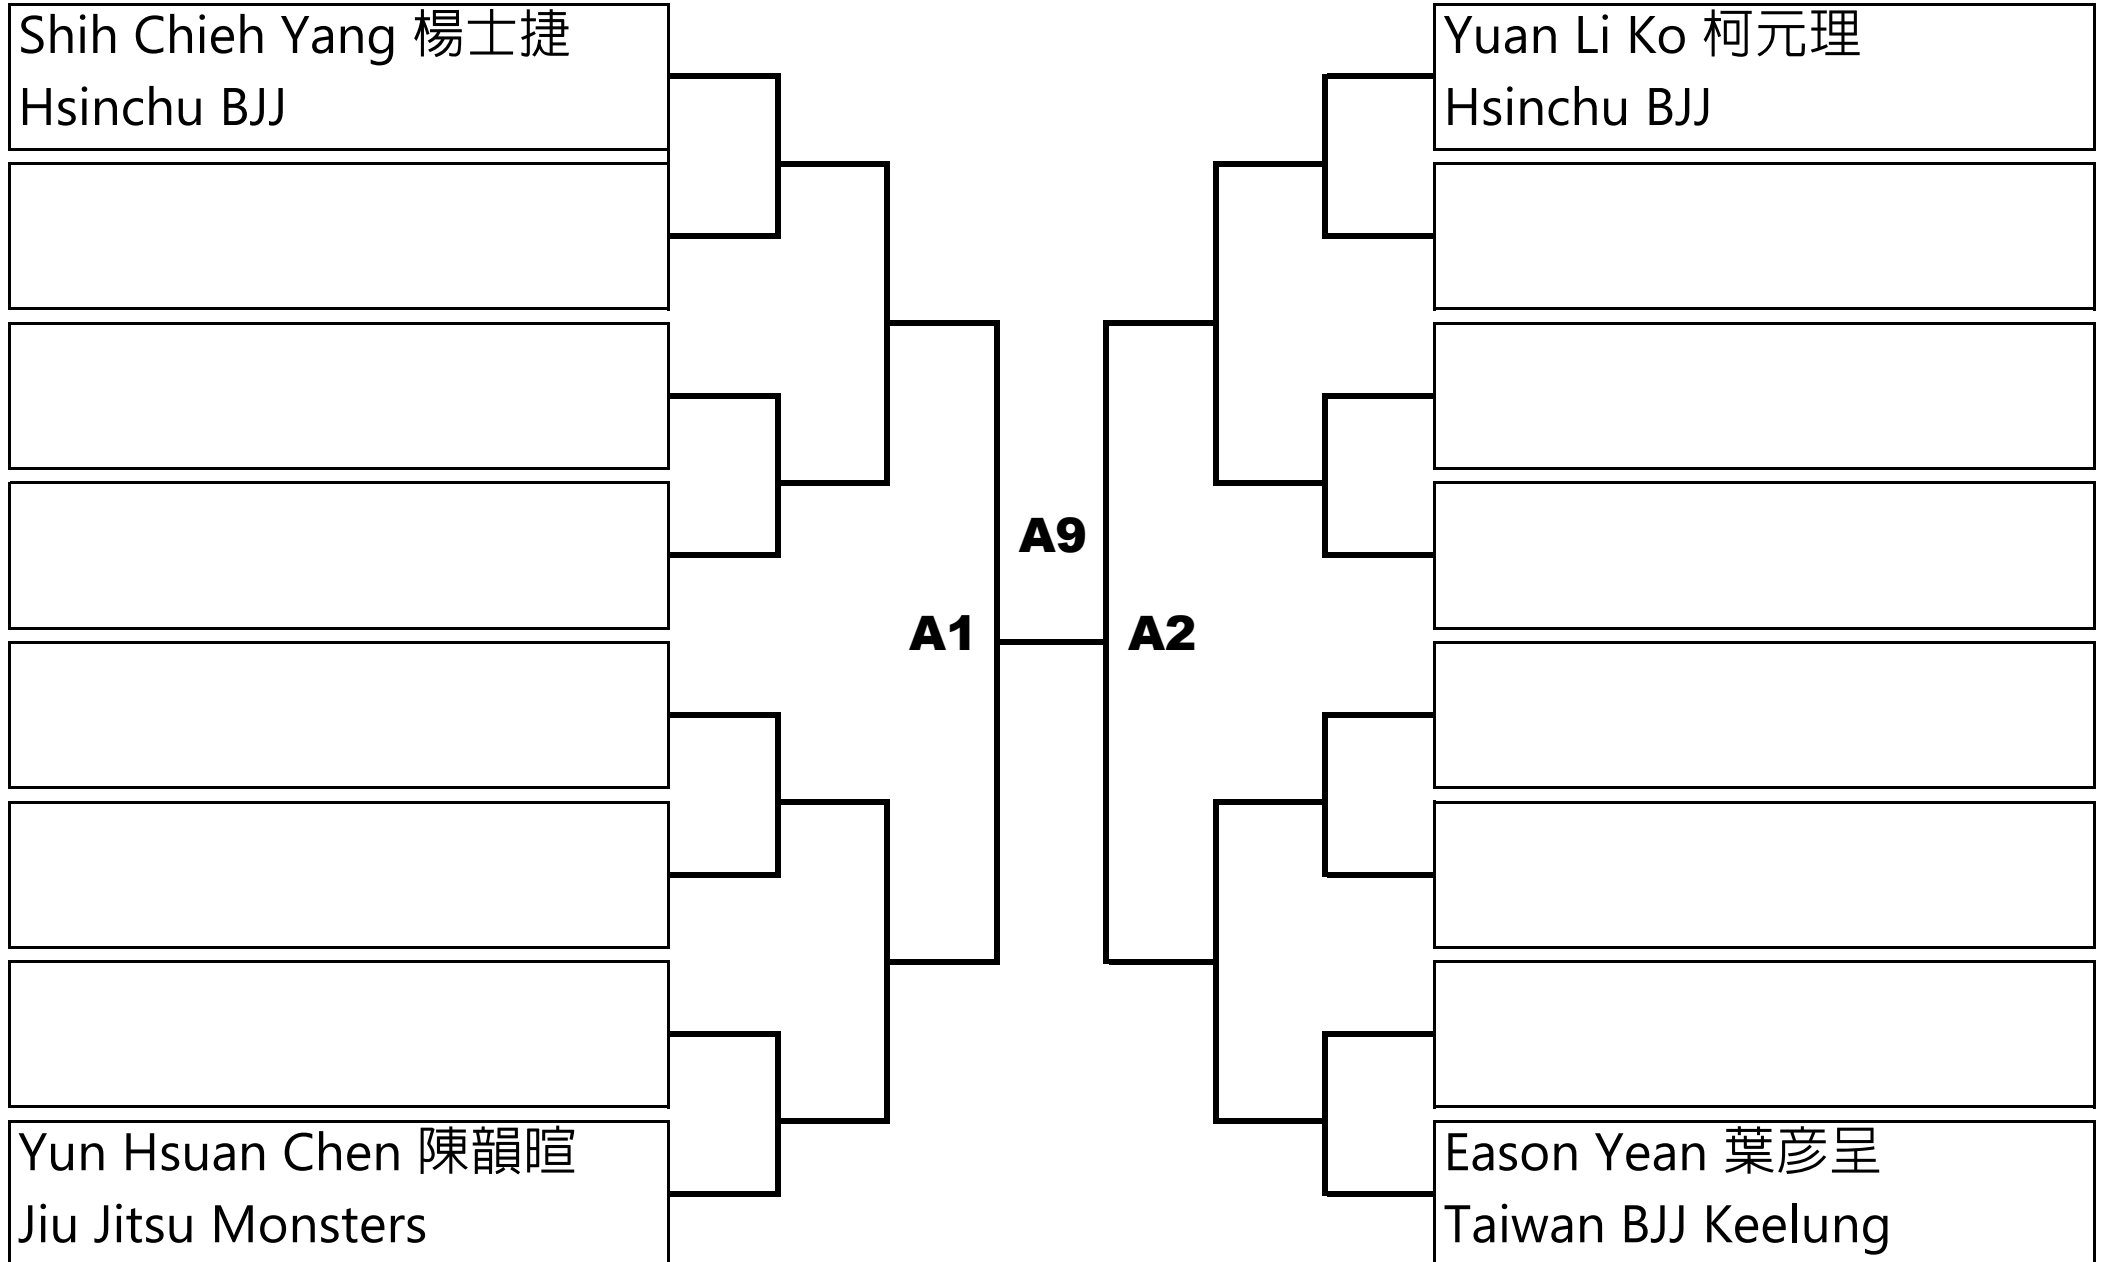 Shih Chieh Yang 楊士捷
Hsinchu BJJ
Yuan Li Ko 柯元理
Hsinchu BJJ
A9
A1
A2
Yun Hsuan Chen 陳韻暄
Jiu Jitsu Monsters
Eason Yean 葉彦呈
Taiwan BJJ Keelung